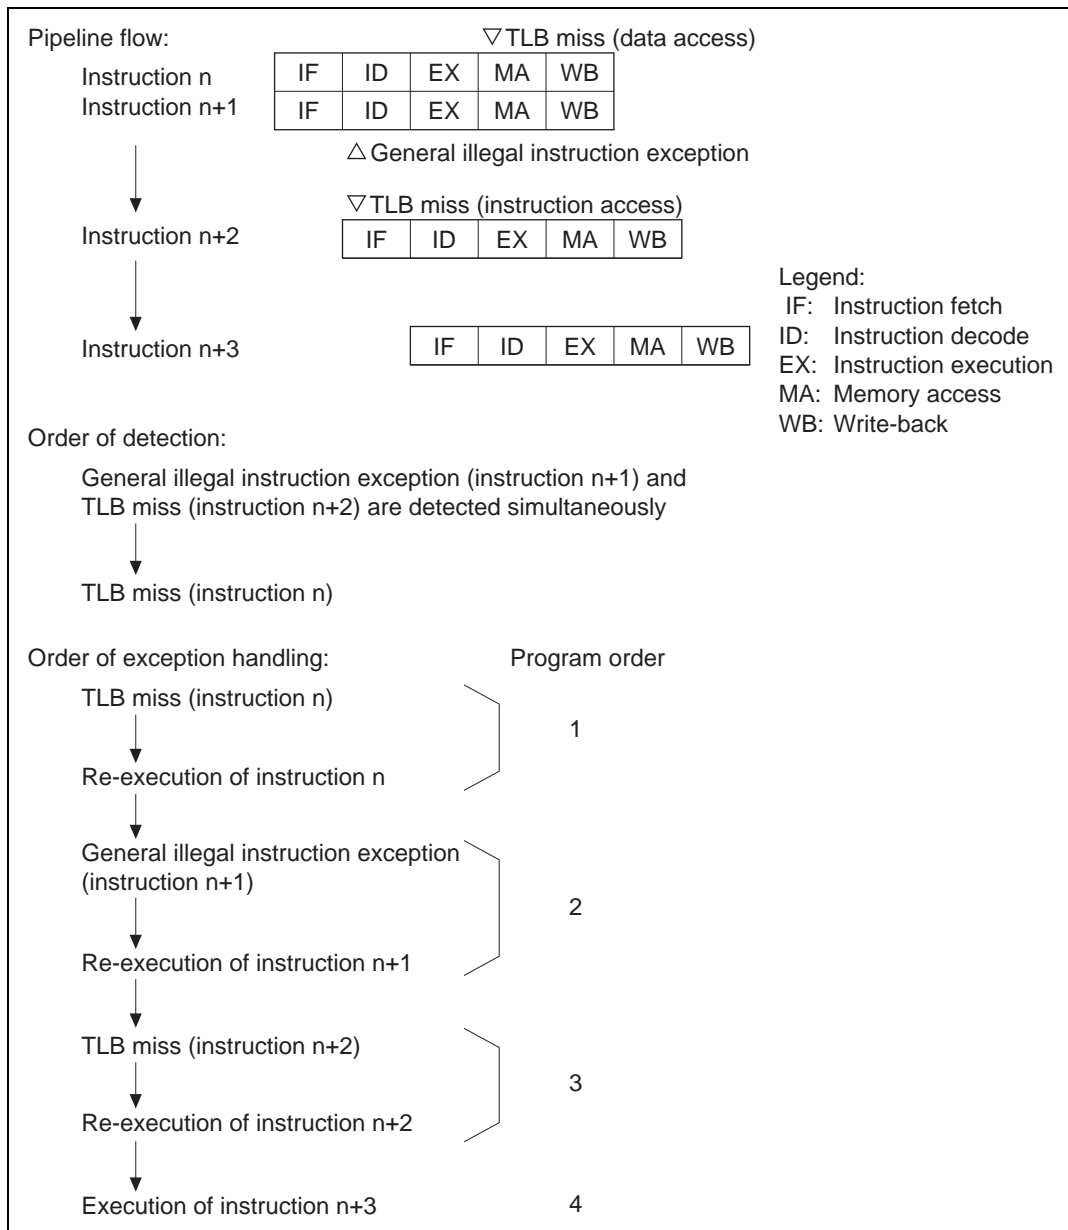 Pipeline flow:
▽TLB miss (data access)
Instruction n
IF ID EX MA WB
Instruction n+1
IF ID EX MA WB
△General illegal instruction exception
▽TLB miss (instruction access)
Instruction n+2
IF ID EX MA WB
Instruction n+3
IF ID EX MA WB
Legend:
IF: Instruction fetch
ID: Instruction decode
EX: Instruction execution
MA: Memory access
WB: Write-back
Order of detection:
General illegal instruction exception (instruction n+1) and
TLB miss (instruction n+2) are detected simultaneously
TLB miss (instruction n)
Order of exception handling:
Program order
TLB miss (instruction n)
1
Re-execution of instruction n
General illegal instruction exception
(instruction n+1)
2
Re-execution of instruction n+1
TLB miss (instruction n+2)
3
Re-execution of instruction n+2
Execution of instruction n+3
4